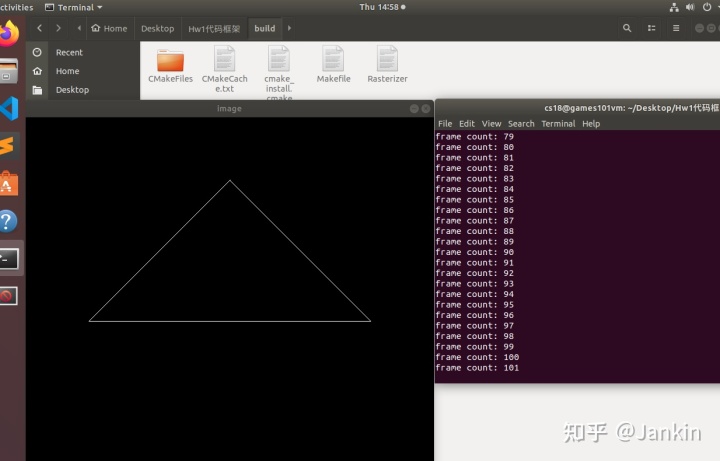 ctivities
Terminal
Thu 14:58
Home
Desktop
Hw1代码框架
build
Recent
Home
Desktop
CMakeFiles
CMakeCach
e.txt
cmake_
install.
cmake
Makefile
Rasterizer
image
cs18@games101vm: ~/Desktop/Hw1代码框
File Edit View Search Terminal Help
frame count: 79
frame count: 80
frame count: 81
frame count: 82
frame count: 83
frame count: 84
frame count: 85
frame count: 86
frame count: 87
frame count: 88
frame count: 89
frame count: 90
frame count: 91
frame count: 92
frame count: 93
frame count: 94
frame count: 95
frame count: 96
frame count: 97
frame count: 98
frame count: 99
frame count: 100
frame count: 101
知乎 @Jankin